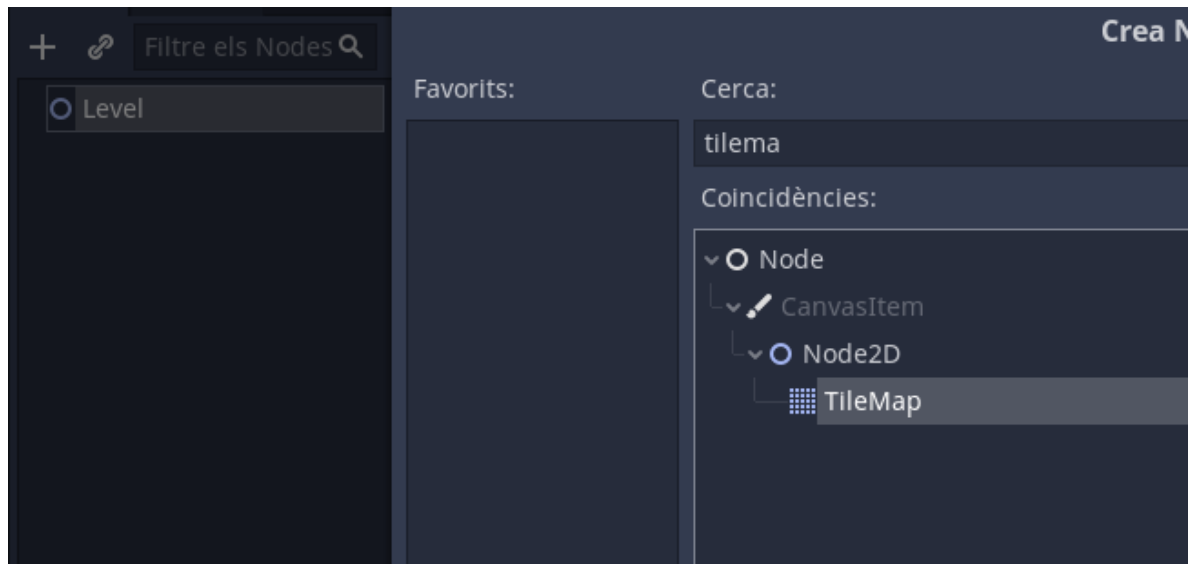 Filtre els Nodes
Level
Crea N
Favorits:
Cerca:
tilema
Coincidències:
Node
CanvasItem
Node2D
TileMap